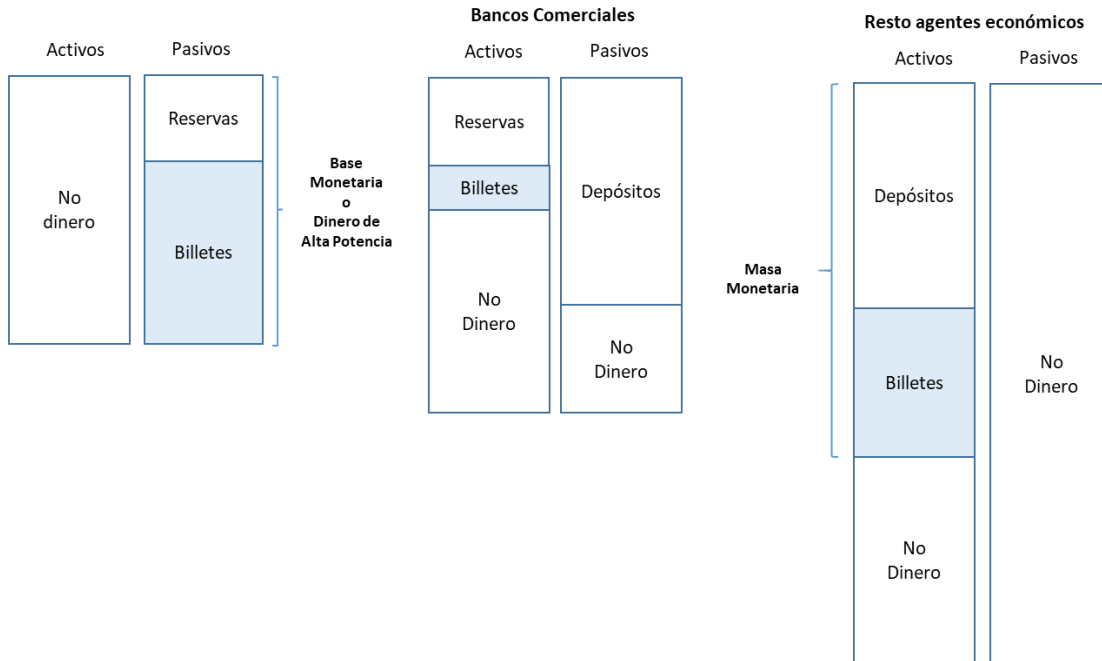 Activos
Pasivos
No
dinero
Reservas
Billetes
Base
Monetaria
o
Dinero de
Alta Potencia
Bancos Comerciales
Activos
Pasivos
Reservas
Billetes
No
Dinero
Depósitos
No
Dinero
Masa
Monetaria
Resto agentes económicos
Activos
Pasivos
Depósitos
Billetes
No
Dinero
No
Dinero